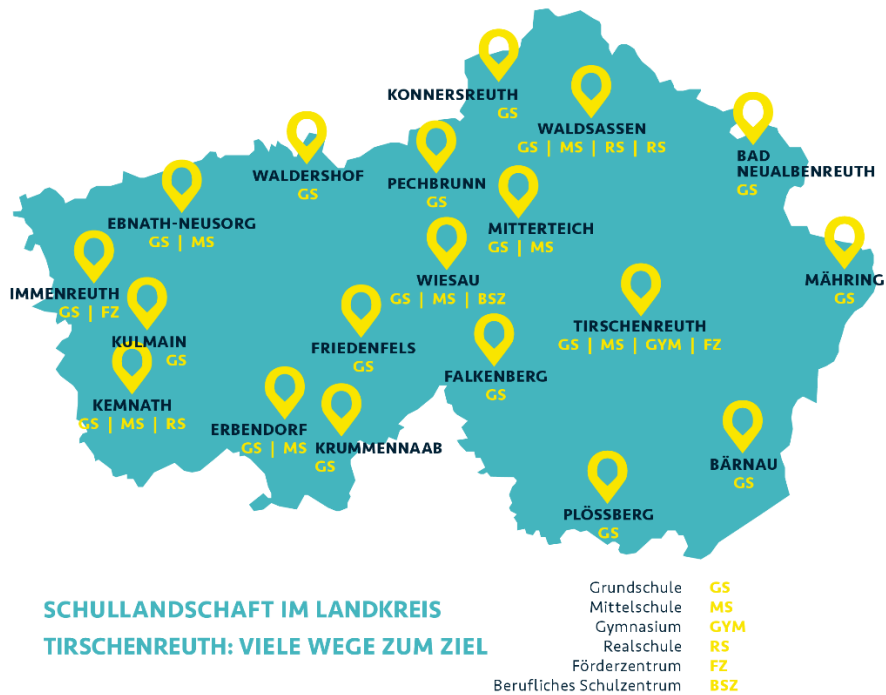 KONNERSREUTH
GS
WALDSASSEN
GS | MS | RS | RS
BAD
NEUALBENREUTH
GS
WALDERSHOF
GS
PECHBRUNN
GS
EBNATH-NEUSORG
GS | MS
MITTERTEICH
GS | MS
IMMENREUTH
GS | FZ
WIESAU
GS | MS | BSZ
MÄHRING
GS
KULMAIN
GS
FRIEDENFELS
GS
TIRSCHENREUTH
GS | MS | GYM | FZ
FALKENBERG
GS
KEMNATH
GS | MS | RS
ERBENDORF
GS | MS
KRUMMENNAAB
GS
BÄRNAU
GS
PLÖSSBERG
GS
SCHULLANDSCHAFT IM LANDKREIS
TIRSCHENREUTH: VIELE WEGE ZUM ZIEL
Grundschule GS
Mittelschule MS
Gymnasium GYM
Realschule RS
Förderzentrum FZ
Berufliches Schulzentrum BSZ